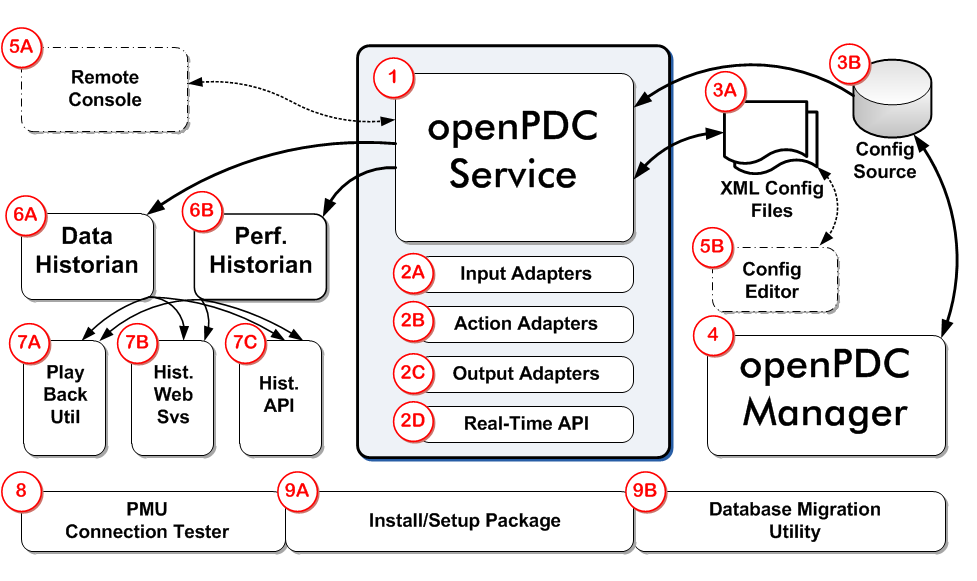 5A
Remote
Console
1
openPDC
Service
3A
XML Config
Files
3B
Config
Source
6A
Data
Historian
6B
Perf.
Historian
5B
Config
Editor
2A
Input Adapters
2B
Action Adapters
2C
Output Adapters
2D
Real-Time API
4
openPDC
Manager
7A
Play
Back
Util
7B
Hist.
Web
Svs
7C
Hist.
API
8
PMU
Connection Tester
9A
Install/Setup Package
9B
Database Migration
Utility